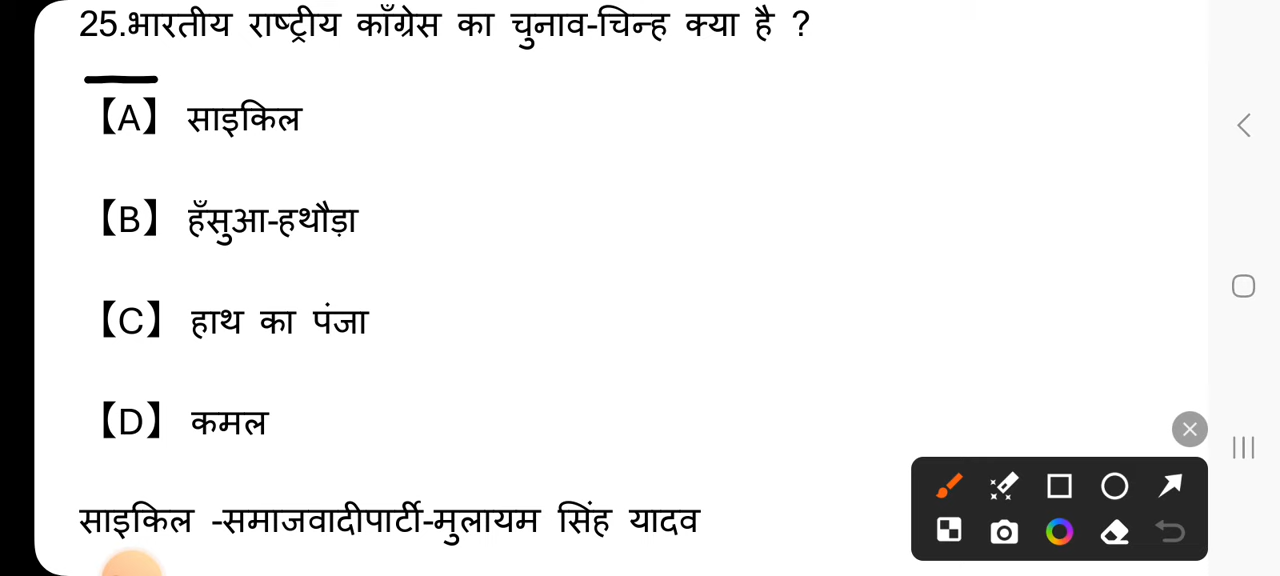 25.भारतीय राष्ट्रीय काँग्रेस का चुनाव-चिन्ह क्या है ?
【A】 साइकिल
【B】 हँसुआ-हथौड़ा
【C】 हाथ का पंजा
【D】 कमल
साइकिल -समाजवादीपार्टी-मुलायम सिंह यादव